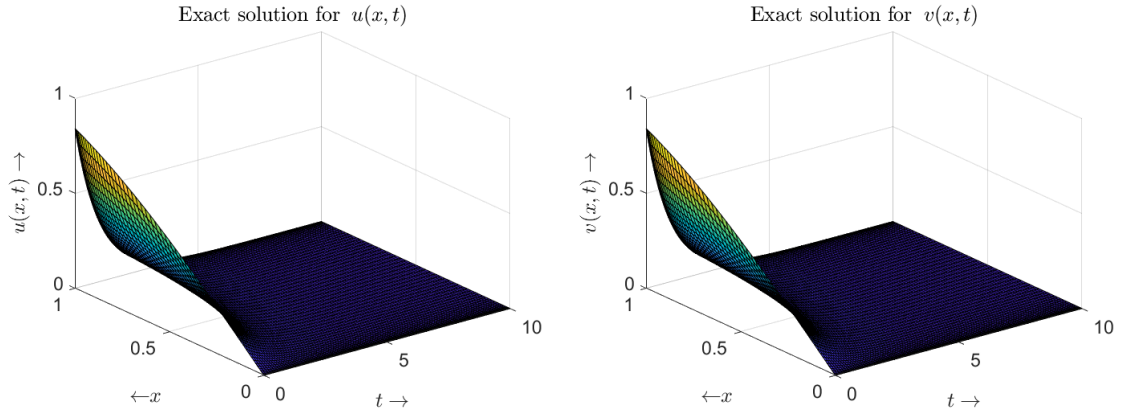 Exact solution for u(x, t)
1
0.5
0
u(x, t) →
1
0.5
0
←x
0
5
10
t →
Exact solution for v(x, t)
1
0.5
0
v(x, t) →
1
0.5
0
←x
0
5
10
t →